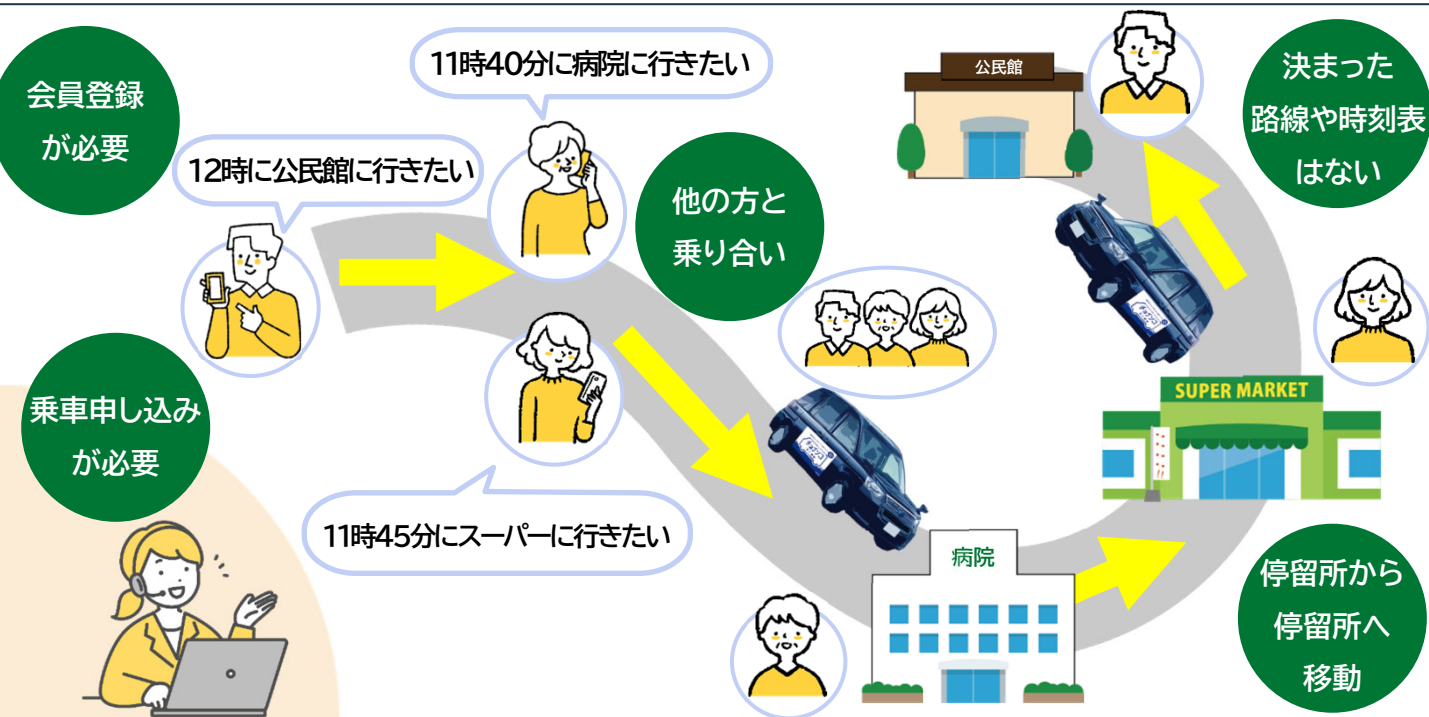 会員登録
が必要
11時40分に病院に行きたい
12時に公民館に行きたい
他の方と
乗り合い
公民館
決まった
路線や時刻表
はない
乗車申し込み
が必要
11時45分にスーパーに行きたい
SUPER MARKET
病院
停留所から
停留所へ
移動